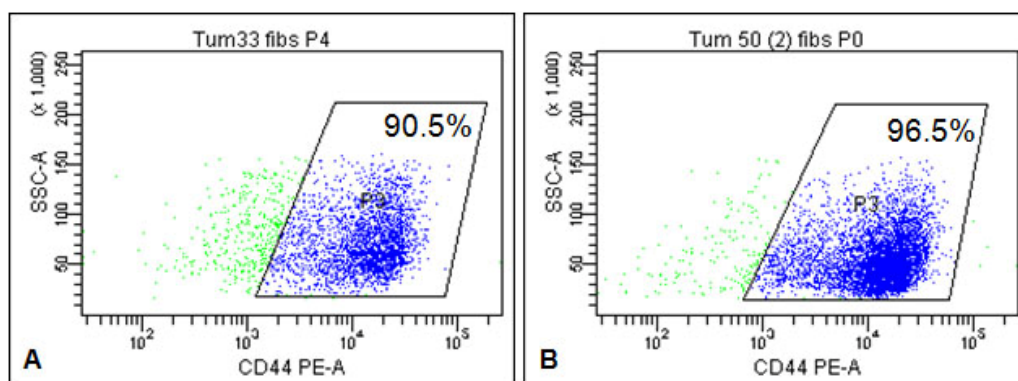 Tum33 fibs P4
(x 1,000)
250
200
150
100
50
SSC-A
90.5%
10²
10³
10⁴
10⁵
CD44 PE-A
A
Tum 50 (2) fibs P0
(x 1,000)
250
200
150
100
50
SSC-A
96.5%
P3
10²
10³
10⁴
10⁵
CD44 PE-A
B